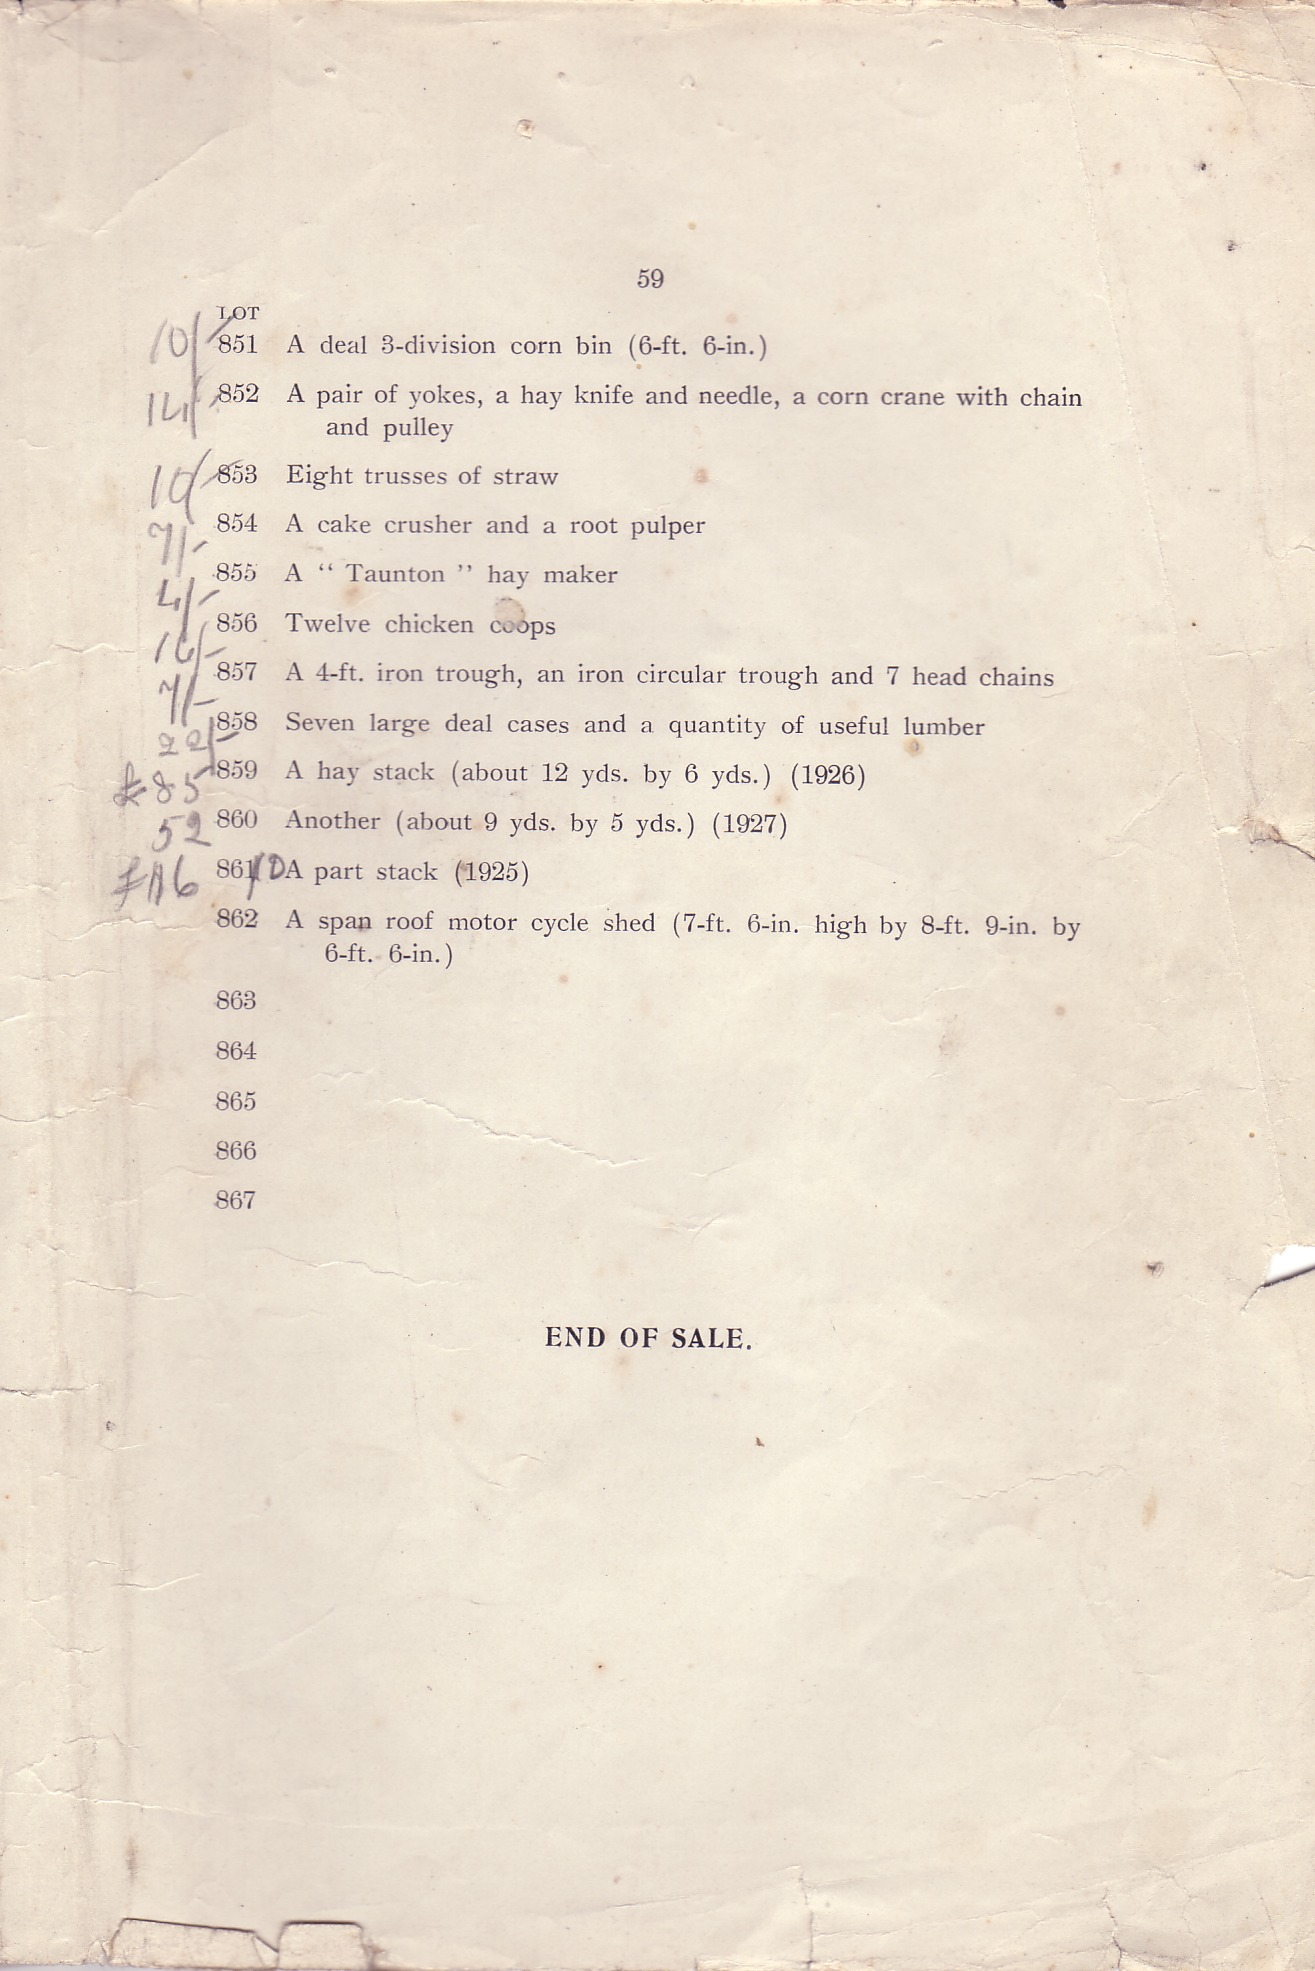 59
LOT
10/- 851 A deal 3-division corn bin (6-ft. 6-in.)
14/- 852 A pair of yokes, a hay knife and needle, a corn crane with chain
and pulley
10/- 853 Eight trusses of straw
7/- 854 A cake crusher and a root pulper
4/- 855 A “ Taunton ” hay maker
16/- 856 Twelve chicken coops
7/- 857 A 4-ft. iron trough, an iron circular trough and 7 head chains
22/- 858 Seven large deal cases and a quantity of useful lumber
£85 859 A hay stack (about 12 yds. by 6 yds.) (1926)
52 860 Another (about 9 yds. by 5 yds.) (1927)
861 A part stack (1925)
862 A span roof motor cycle shed (7-ft. 6-in. high by 8-ft. 9-in. by
6-ft. 6-in.)
863
864
865
866
867
END OF SALE.